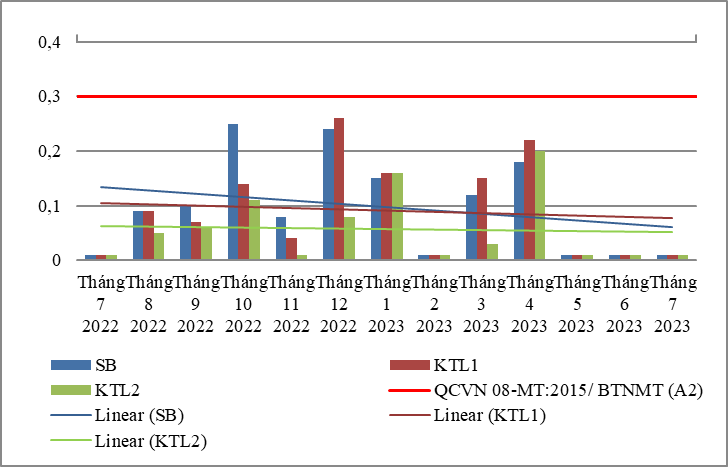 0,4
0,3
0,2
0,1
0
Tháng Tháng Tháng Tháng Tháng Tháng Tháng Tháng Tháng Tháng Tháng Tháng Tháng
7 8 9 10 11 12 1 2 3 4 5 6 7
2022 2022 2022 2022 2022 2022 2023 2023 2023 2023 2023 2023 2023
SB KTL1
KTL2 QCVN 08-MT:2015/ BTNMT (A2)
Linear (SB) Linear (KTL1)
Linear (KTL2)